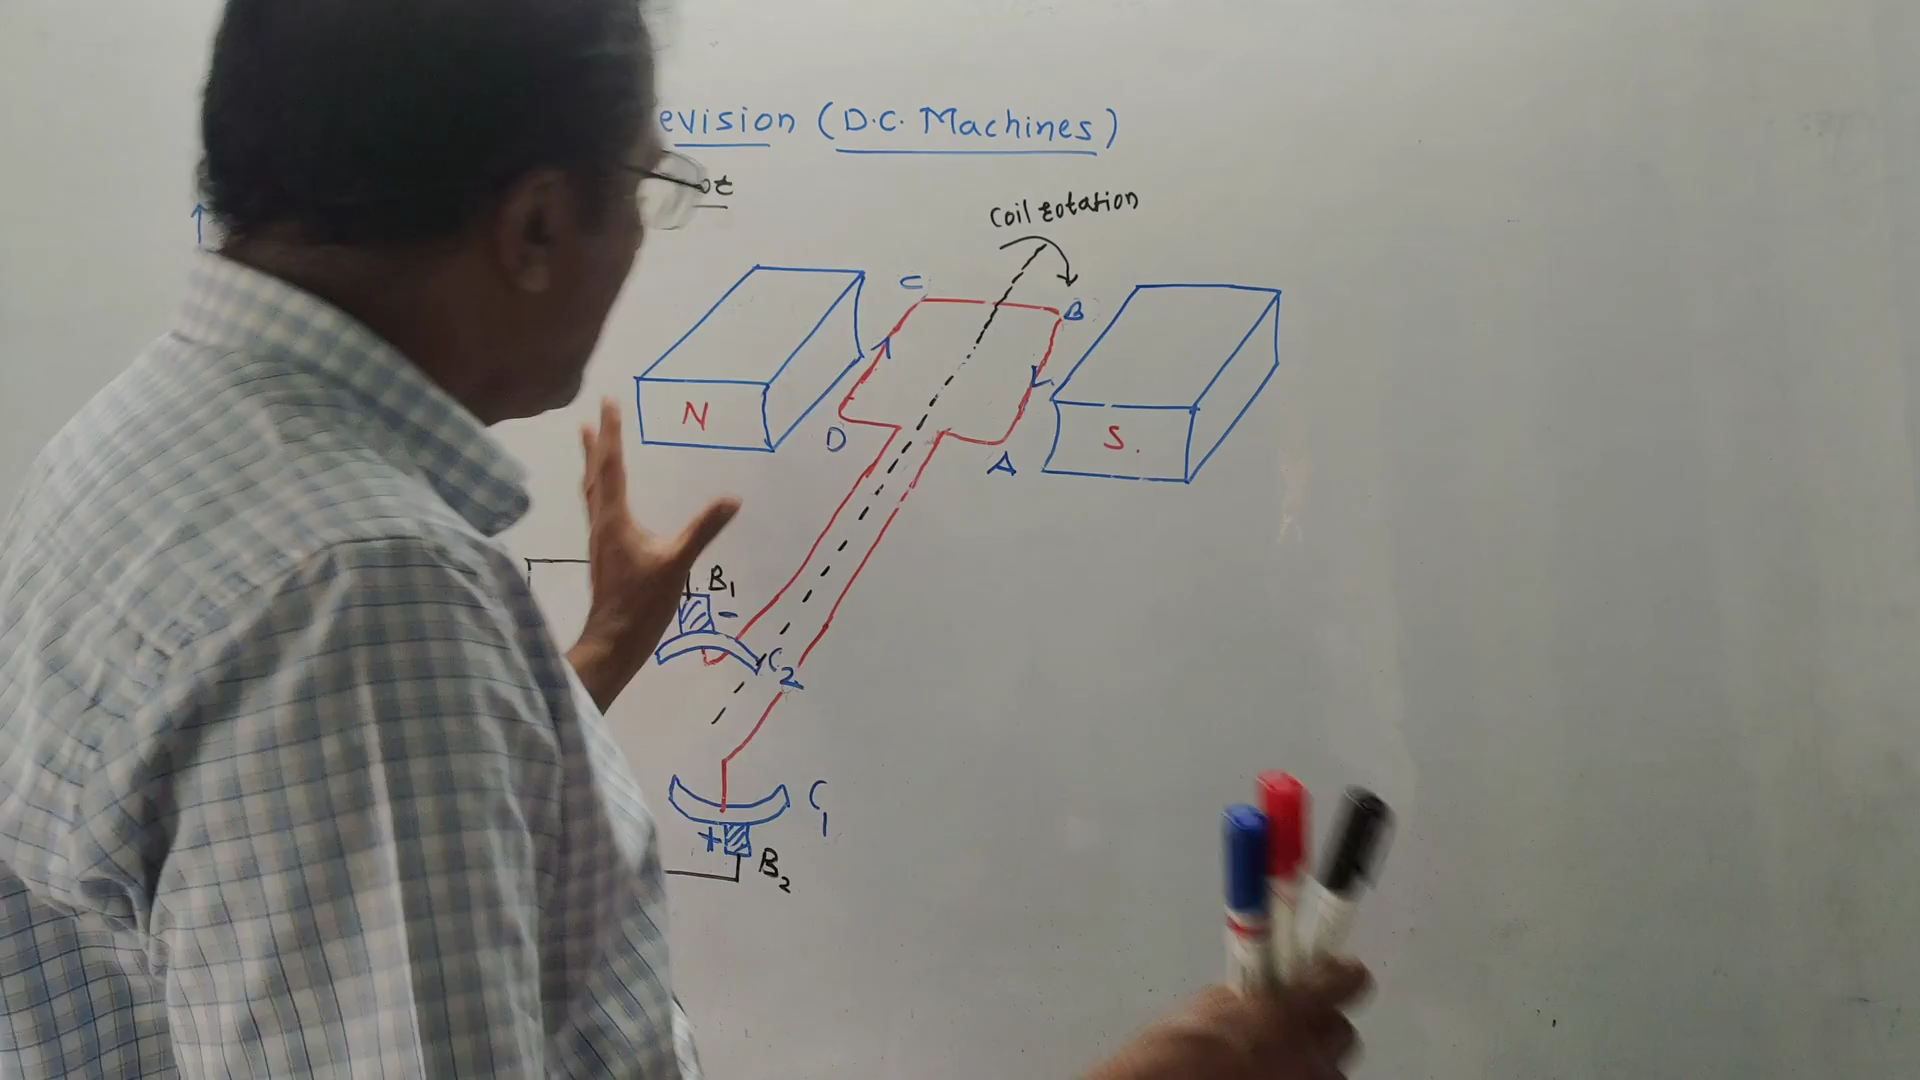 evision (D.C. Machines)
ot
Coil rotation
C
B
N
D
A
S.
B1
-
C2
C1
+
B2